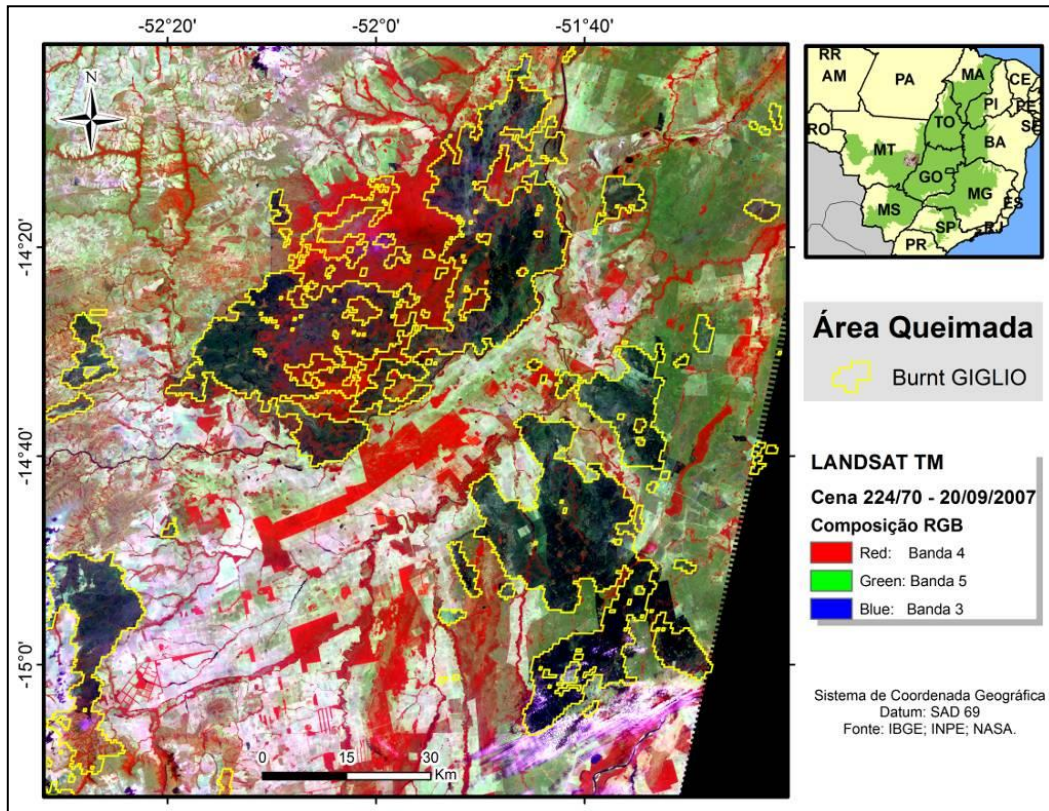 -52°20'
-52°0'
-51°40'
N
-14°20'
-14°40'
-15°0'
0 15 30
Km
RR
AM
PA
MA
CE
PI
PE
SE
RO
TO
BA
MT
GO
MG
ES
MS
SP
RJ
PR
Área Queimada
Burnt GIGLIO
LANDSAT TM
Cena 224/70 - 20/09/2007
Composição RGB
Red: Banda 4
Green: Banda 5
Blue: Banda 3
Sistema de Coordenada Geográfica
Datum: SAD 69
Fonte: IBGE; INPE; NASA.